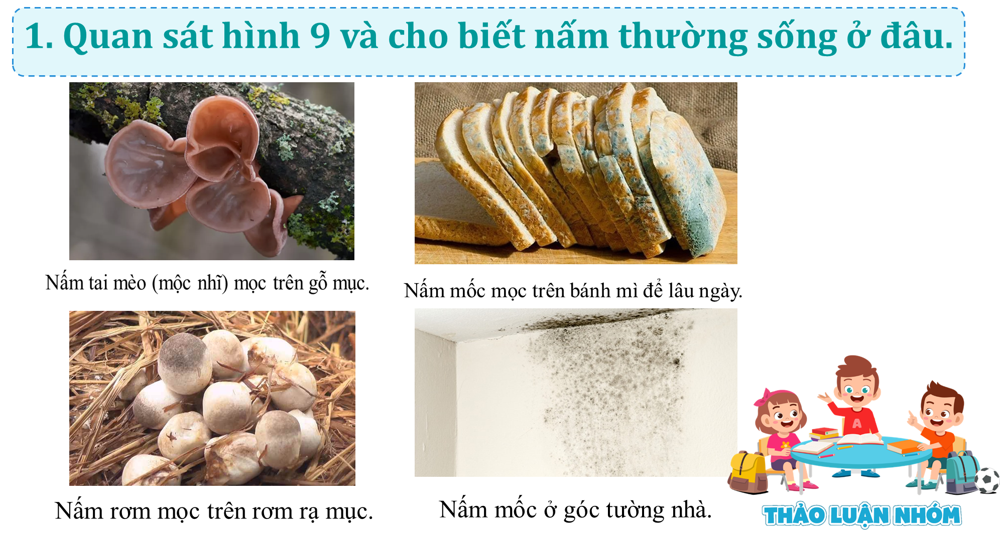 1. Quan sát hình 9 và cho biết nấm thường sống ở đâu.
Nấm tai mèo (mộc nhĩ) mọc trên gỗ mục.
Nấm mốc mọc trên bánh mì để lâu ngày.
Nấm rơm mọc trên rơm rạ mục.
Nấm mốc ở góc tường nhà.
A
THẢO LUẬN NHÓM